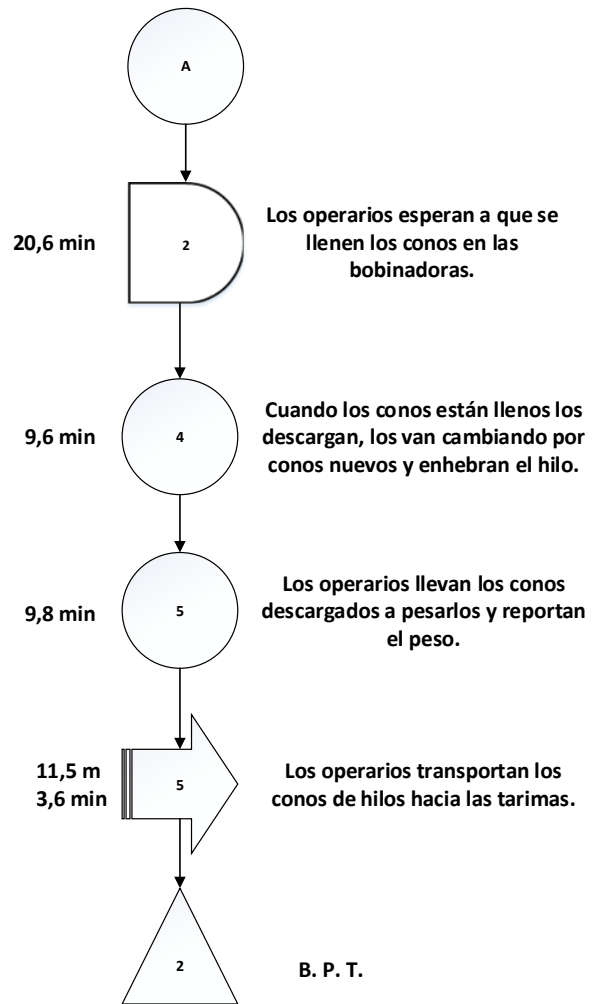 A
20,6 min
2
Los operarios esperan a que se
llenen los conos en las
bobinadoras.
9,6 min
4
Cuando los conos están llenos los
descargan, los van cambiando por
conos nuevos y enhebran el hilo.
9,8 min
5
Los operarios llevan los conos
descargados a pesarlos y reportan
el peso.
11,5 m
3,6 min
5
Los operarios transportan los
conos de hilos hacia las tarimas.
2
B. P. T.